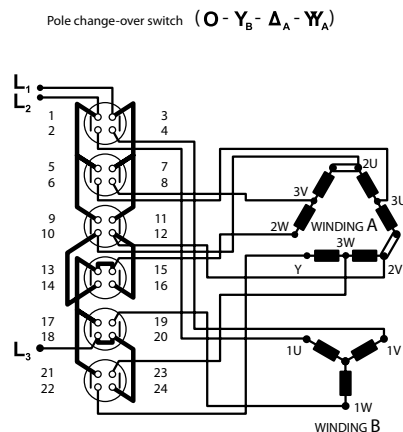 Pole change-over switch (O - Y_B - Δ_A - YY_A)
L1
L2
1 3
2 4
5 7
6 8
9 11
10 12
13 15
14 16
17 19
18 20
L3
21 23
22 24
2U
3V 3U
2W WINDING A
3W
Y 2V
1U 1V
1W
WINDING B